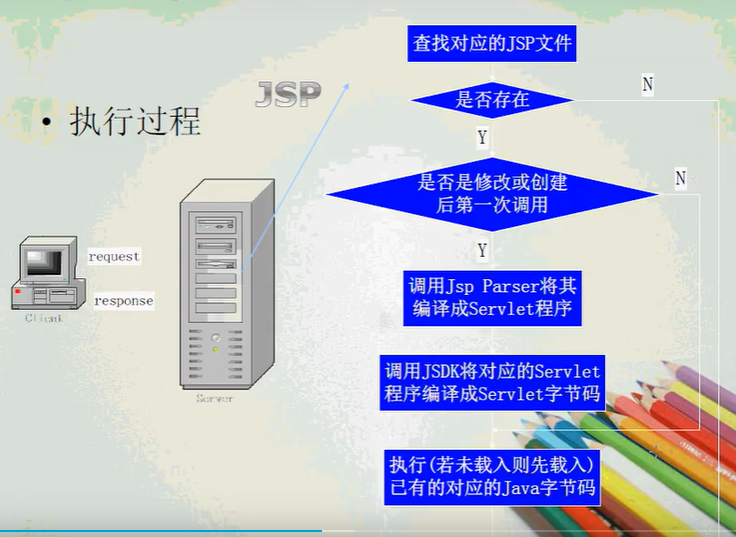 查找对应的JSP文件
是否存在
N
JSP
• 执行过程
Y
是否是修改或创建
后第一次调用
N
Y
request
response
Client
调用Jsp Parser将其
编译成Servlet程序
调用JSDK将对应的Servlet
程序编译成Servlet字节码
Server
执行(若未载入则先载入)
已有的对应的Java字节码